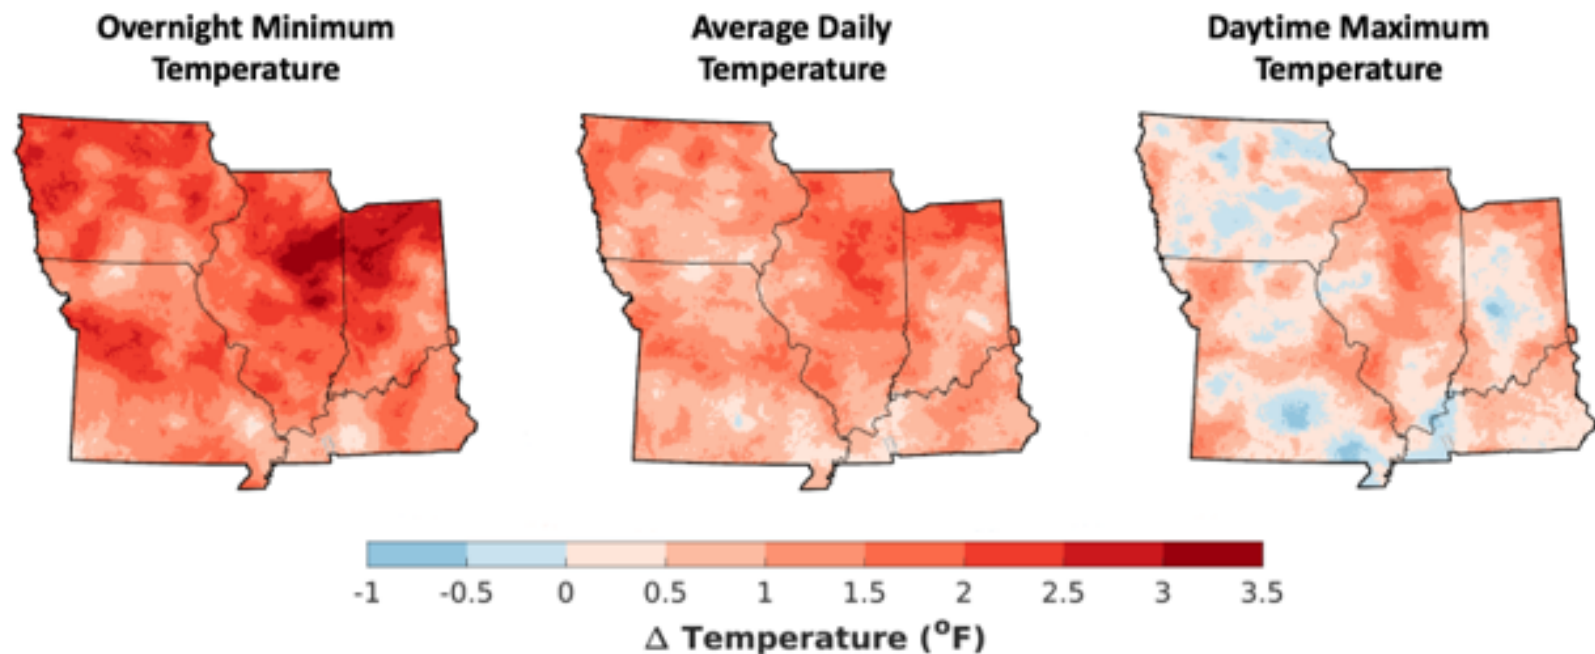 Overnight Minimum
Temperature
Average Daily
Temperature
Daytime Maximum
Temperature
-1 -0.5 0 0.5 1 1.5 2 2.5 3 3.5
Δ Temperature (°F)